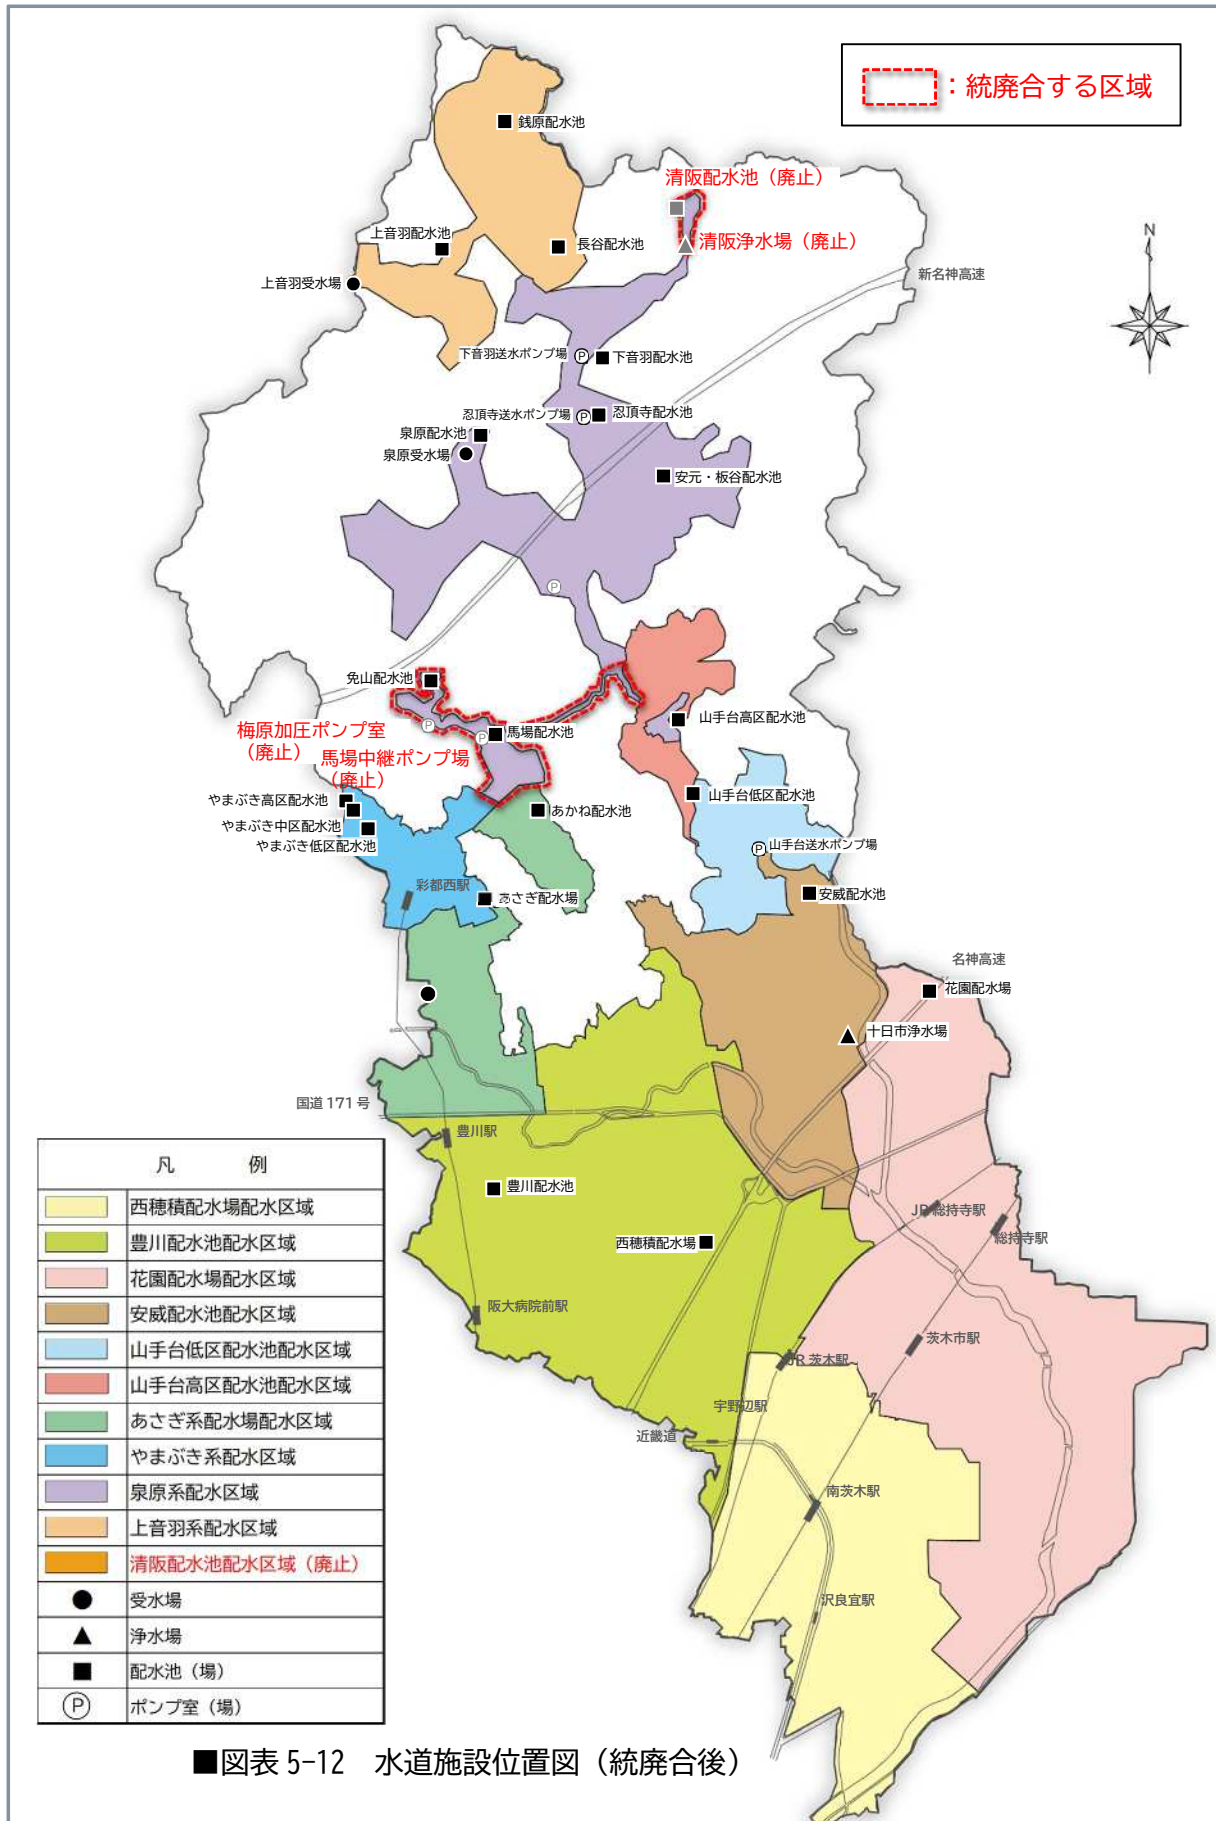 ：統廃合する区域
銭原配水池
清阪配水池（廃止）
上音羽配水池
長谷配水池
清阪浄水場（廃止）
上音羽受水場
新名神高速
N
下音羽送水ポンプ場
P
下音羽配水池
忍頂寺送水ポンプ場
P
忍頂寺配水池
泉原配水池
泉原受水場
安元・板谷配水池
P
免山配水池
山手台高区配水池
梅原加圧ポンプ室
（廃止）
P
馬場配水池
P
馬場中継ポンプ場
（廃止）
やまぶき高区配水池
やまぶき中区配水池
やまぶき低区配水池
あかね配水池
山手台低区配水池
P
山手台送水ポンプ場
彩都西駅
あさぎ配水場
安威配水池
名神高速
花園配水場
十日市浄水場
国道171号
豊川駅
豊川配水池
JR 総持寺駅
総持寺駅
西穂積配水場
阪大病院前駅
茨木市駅
JR 茨木駅
宇野辺駅
近畿道
南茨木駅
沢良宜駅
凡　例
西穂積配水場配水区域
豊川配水池配水区域
花園配水場配水区域
安威配水池配水区域
山手台低区配水池配水区域
山手台高区配水池配水区域
あさぎ系配水場配水区域
やまぶき系配水区域
泉原系配水区域
上音羽系配水区域
清阪配水池配水区域（廃止）
受水場
浄水場
配水池（場）
P
ポンプ室（場）
■図表 5-12　水道施設位置図（統廃合後）